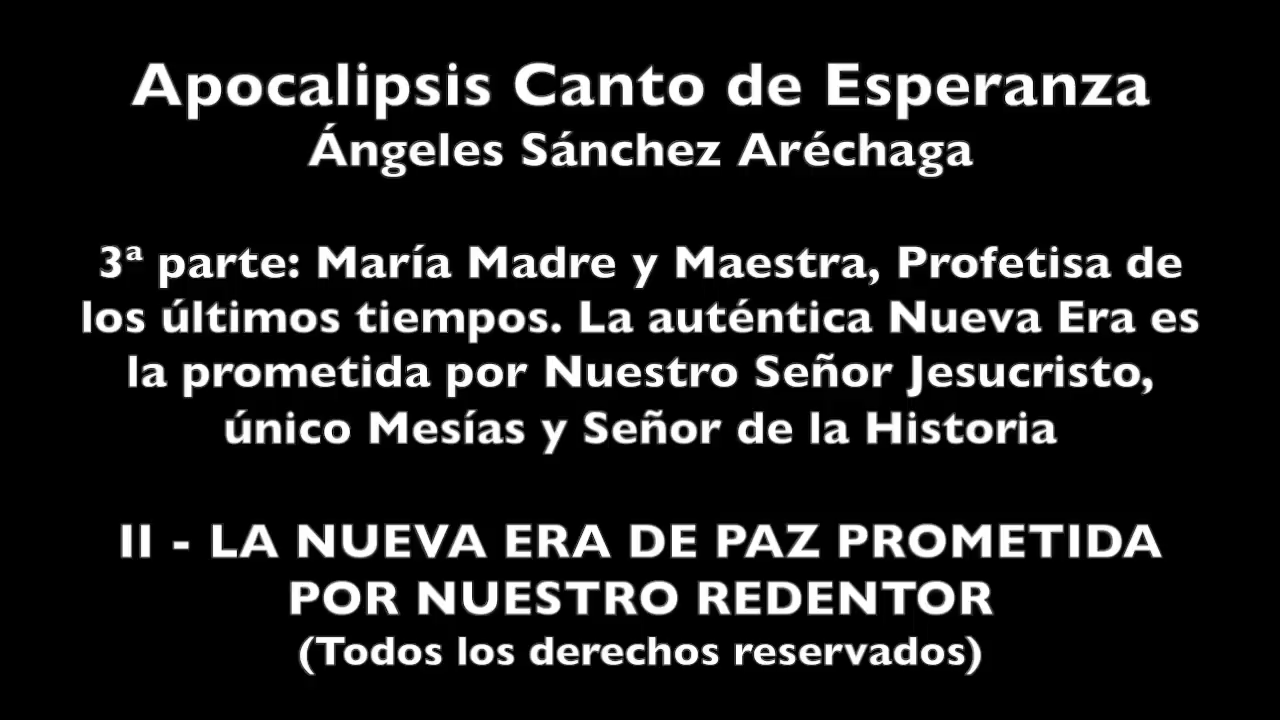 Apocalipsis Canto de Esperanza
Ángeles Sánchez Aréchaga
3ª parte: María Madre y Maestra, Profetisa de
los últimos tiempos. La auténtica Nueva Era es
la prometida por Nuestro Señor Jesucristo,
único Mesías y Señor de la Historia
II - LA NUEVA ERA DE PAZ PROMETIDA
POR NUESTRO REDENTOR
(Todos los derechos reservados)